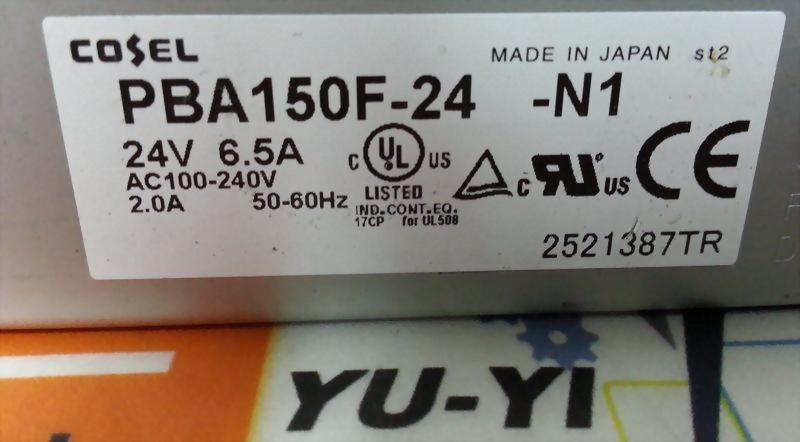 COSEL MADE IN JAPAN st2
PBA150F-24 -N1
24V 6.5A
AC100-240V
2.0A 50-60Hz
C UL US
LISTED
IND.CONT.EQ.
17CP for UL508
c RU US CE
2521387TR
YU-YI